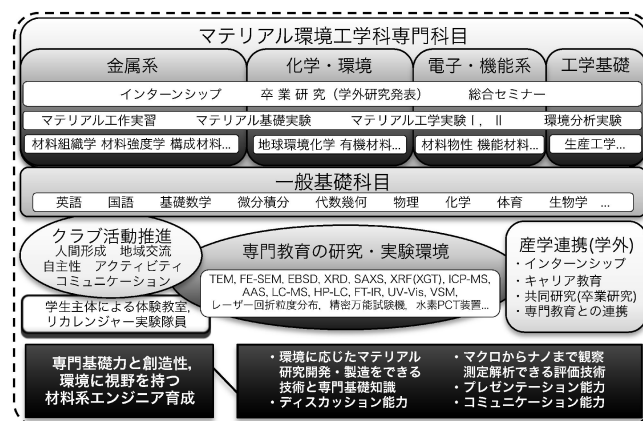 マテリアル環境工学科専門科目
金属系 化学・環境 電子・機能系 工学基礎
インターンシップ 卒業研究(学外研究発表) 総合セミナー
マテリアル工作実習 マテリアル基礎実験 マテリアル工学実験Ⅰ，Ⅱ 環境分析実験
材料組織学 材料強度学 構成材料... 地球環境化学 有機材料... 材料物性 機能材料... 生産工学...
一般基礎科目
英語 国語 基礎数学 微分積分 代数幾何 物理 化学 体育 生物学 ...
クラブ活動推進
人間形成 地域交流
自主性 アクティビティ
コミュニケーション
学生主体による体験教室,
リカレンジャー実験隊員
専門教育の研究・実験環境
TEM, FE-SEM, EBSD, XRD, SAXS, XRF(XGT), ICP-MS,
AAS, LC-MS, HP-LC, FT-IR, UV-Vis, VSM,
レーザー回折粒度分布、精密万能試験機、水素PCT装置...
産学連携(学外)
・インターンシップ
・キャリア教育
・共同研究(卒業研究)
・専門教育との連携
専門基礎力と創造性,
環境に視野を持つ
材料系エンジニア育成
・環境に応じたマテリアル
研究開発・製造をできる
技術と専門基礎知識
・ディスカッション能力
・マクロからナノまで観察
測定解析できる評価技術
・プレゼンテーション能力
・コミュニケーション能力